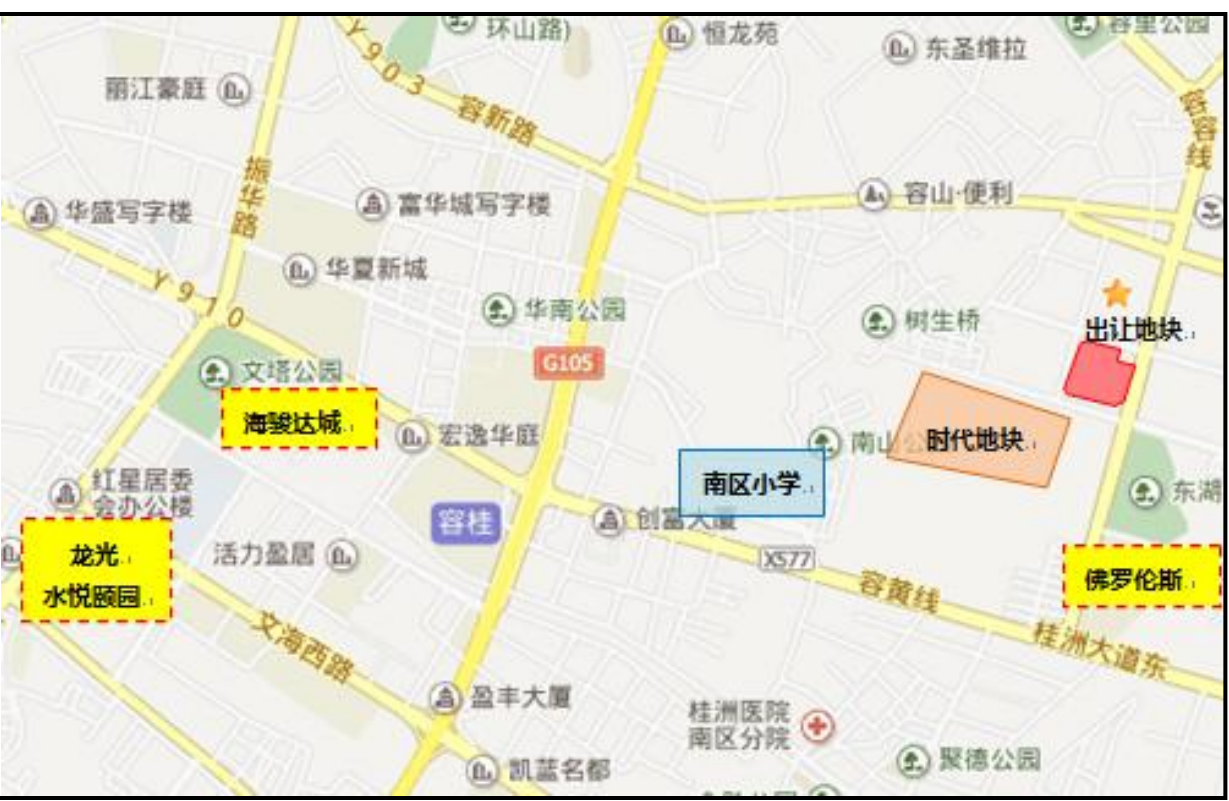 环山路)
恒龙苑
东圣维拉
容里公园
丽江豪庭
Y903
容新路
容容线
振华路
华盛写字楼
富华城写字楼
容山·便利
华夏新城
Y910
华南公园
树生桥
出让地块
G105
文塔公园
海骏达城
宏逸华庭
南山公
时代地块
南区小学
红星居委
会办公楼
东湖
容桂
创富大厦
龙光
水悦颐园
活力盈居
X577
容黄线
佛罗伦斯
文海西路
桂洲大道东
盈丰大厦
桂洲医院
南区分院
凯蓝名都
聚德公园